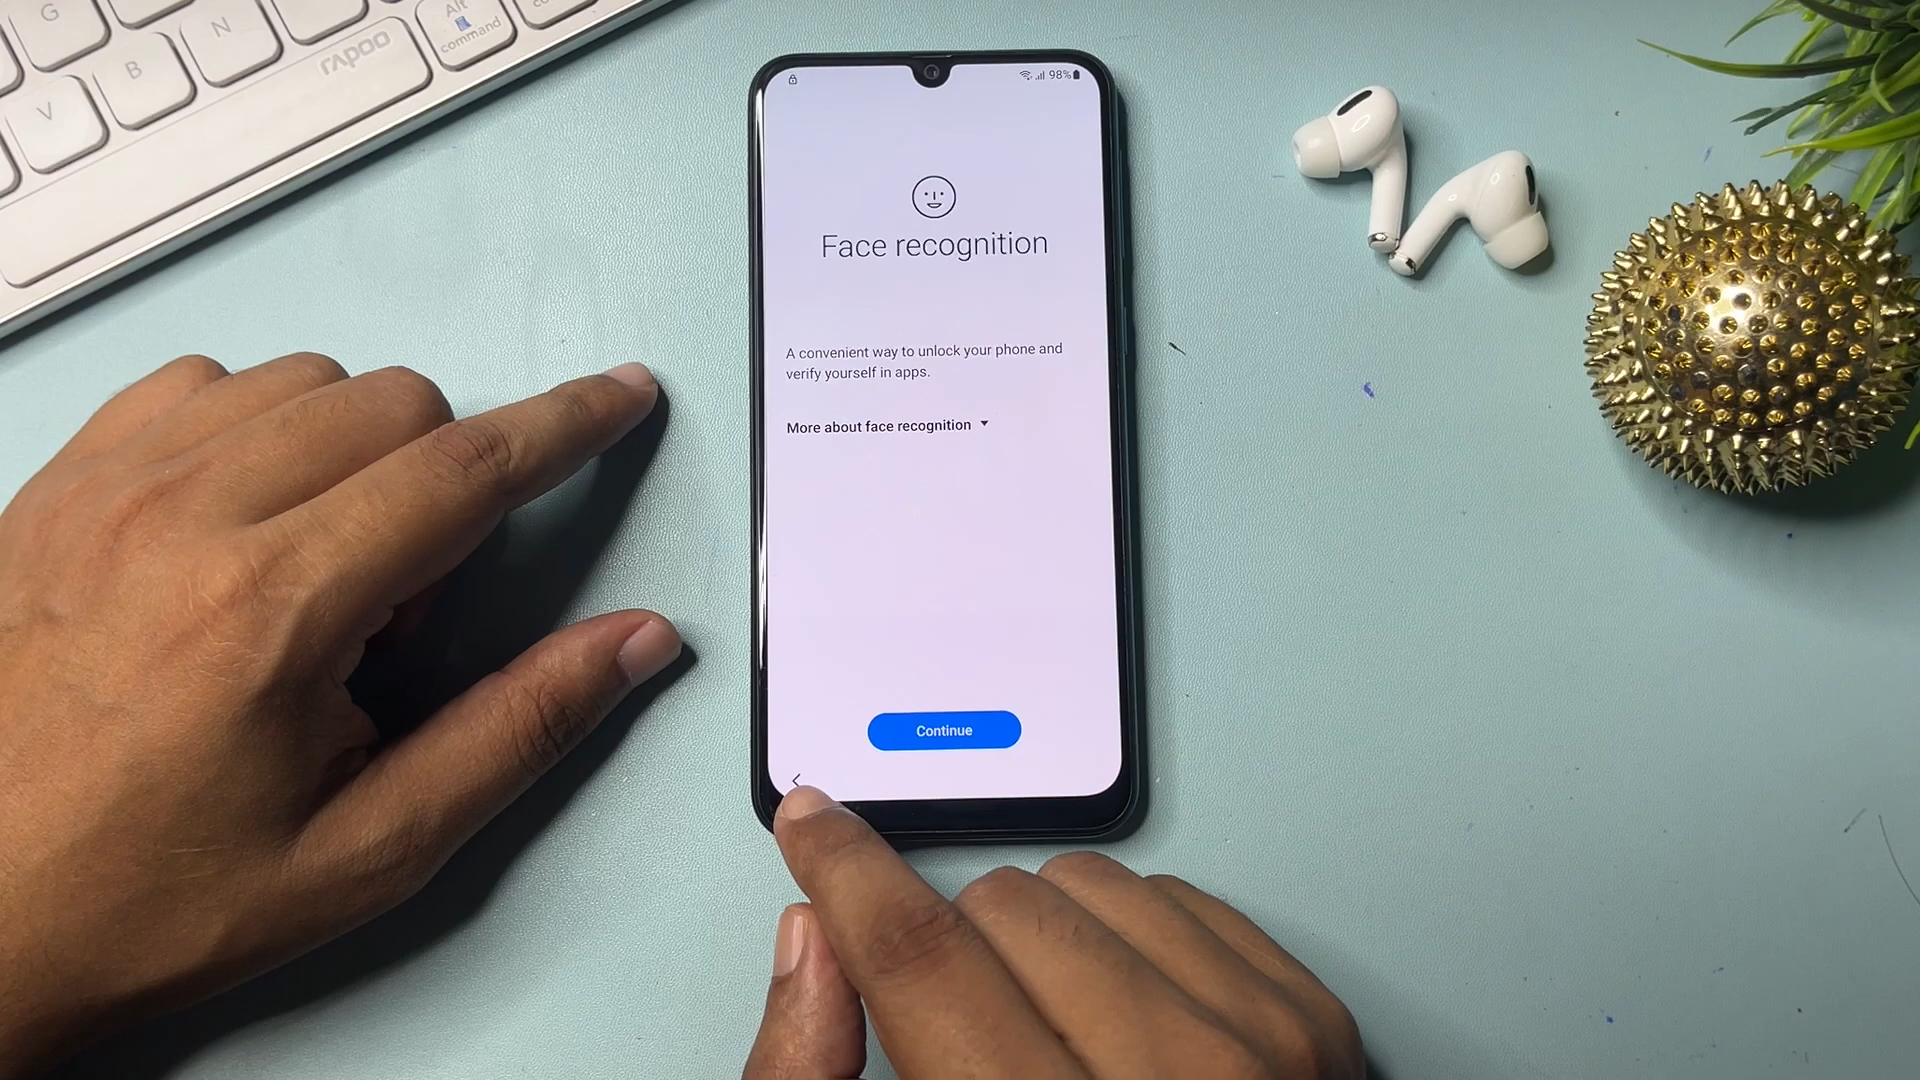 G
N
Alt
command
B
rapoo
V
98%
Face recognition
A convenient way to unlock your phone and
verify yourself in apps.
More about face recognition
Continue